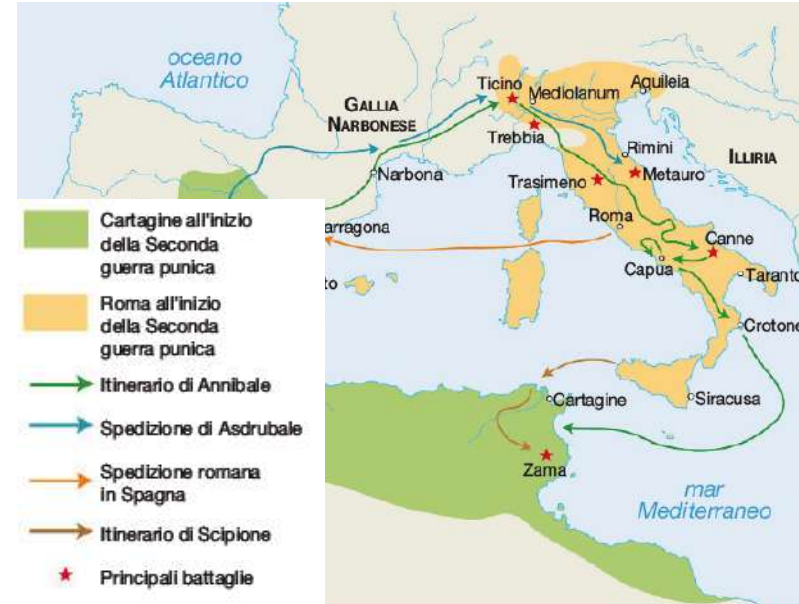 oceano
Atlantico
GALLIA
NARBONESE
Ticino
Mediolanum
Aquileia
Trebbia
Rimini
ILLIRIA
Narbona
Trasimeno
Metauro
arragona
Roma
Canne
Capua
Taranto
to
Crotone
Cartagine
Siracusa
Zama
mar
Mediterraneo
Cartagine all'inizio
della Seconda
guerra punica
Roma all'inizio
della Seconda
guerra punica
Itinerario di Annibale
Spedizione di Asdrubale
Spedizione romana
in Spagna
Itinerario di Scipione
Principali battaglie